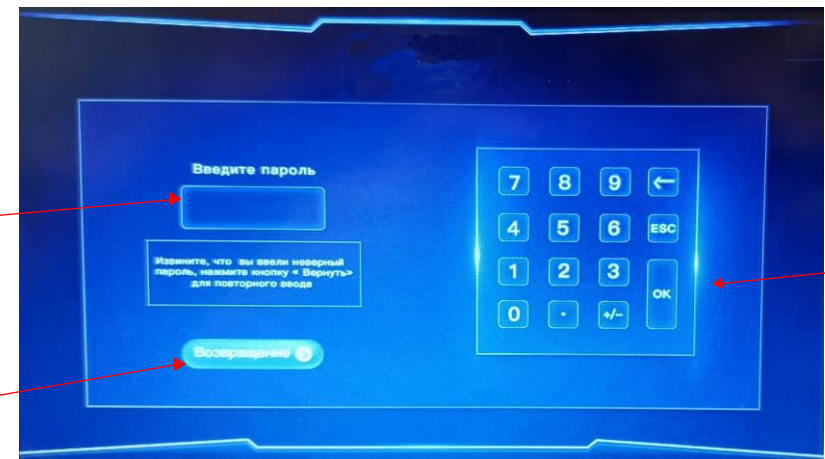 Введите пароль
Извините, что вы ввели неверный
пароль, нажмите кнопку « Вернуть»
для повторного ввода
Возвращение
7 8 9 ←
4 5 6 ESC
1 2 3
OK
0 · +/-